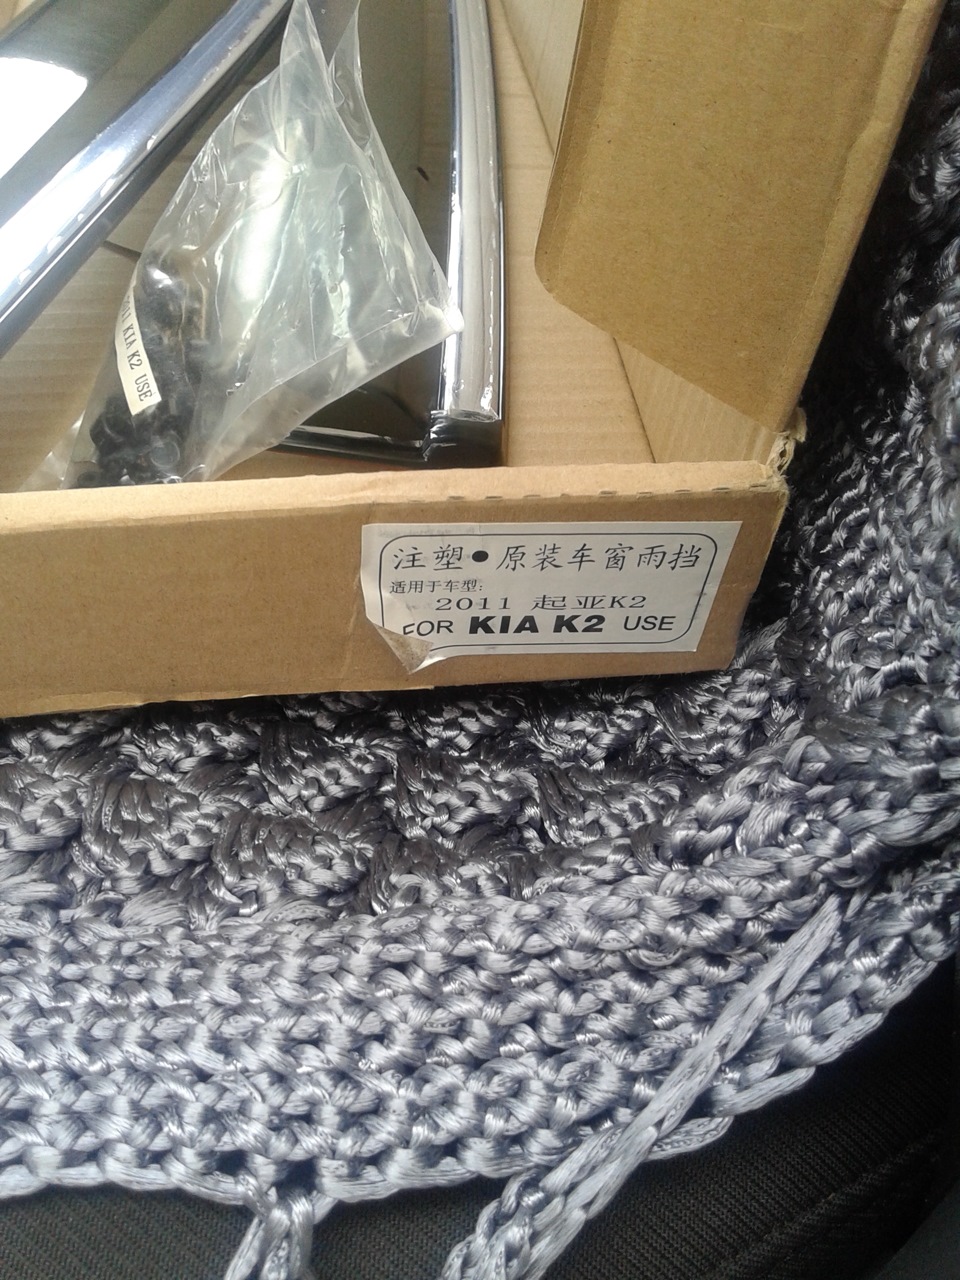 2011 KIA K2 USE
注塑●原装车窗雨挡
适用于车型:
2011 起亚K2
FOR KIA K2 USE